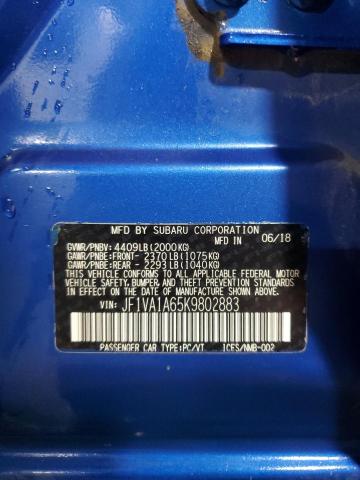 MFD BY SUBARU CORPORATION
MFD IN 06/18
GVWR/PNBV: 4409LB(2000KG)
GAWR/PNBE:FRONT- 2370LB(1075KG)
GAWR/PNBE:REAR - 2293LB(1040KG)
THIS VEHICLE CONFORMS TO ALL APPLICABLE FEDERAL MOTOR
VEHICLE SAFETY, BUMPER, AND THEFT PREVENTION STANDARDS
IN EFFECT ON THE DATE OF MANUFACTURE SHOWN ABOVE.
VIN: JF1VA1A65K9802883
PASSENGER CAR TYPE:PC/VT ICES/NMB-002